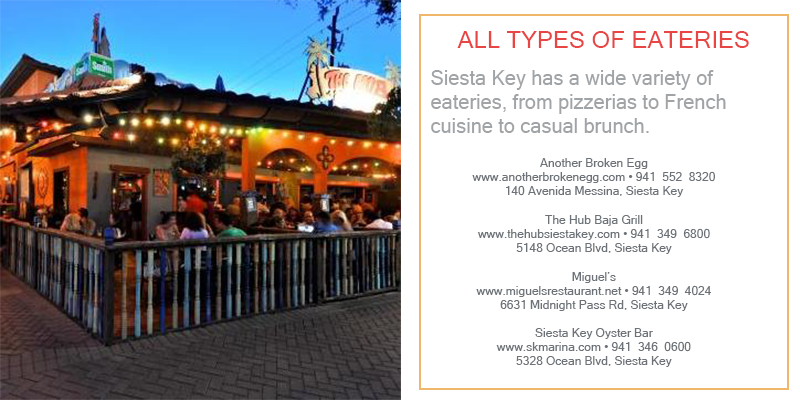 Smith
THE HUB
ALL TYPES OF EATERIES
Siesta Key has a wide variety of
eateries, from pizzerias to French
cuisine to casual brunch.
Another Broken Egg
www.anotherbrokenegg.com • 941 552 8320
140 Avenida Messina, Siesta Key
The Hub Baja Grill
www.thehubsiestakey.com • 941 349 6800
5148 Ocean Blvd, Siesta Key
Miguel's
www.miguelsrestaurant.net • 941 349 4024
6631 Midnight Pass Rd, Siesta Key
Siesta Key Oyster Bar
www.skmarina.com • 941 346 0600
5328 Ocean Blvd, Siesta Key